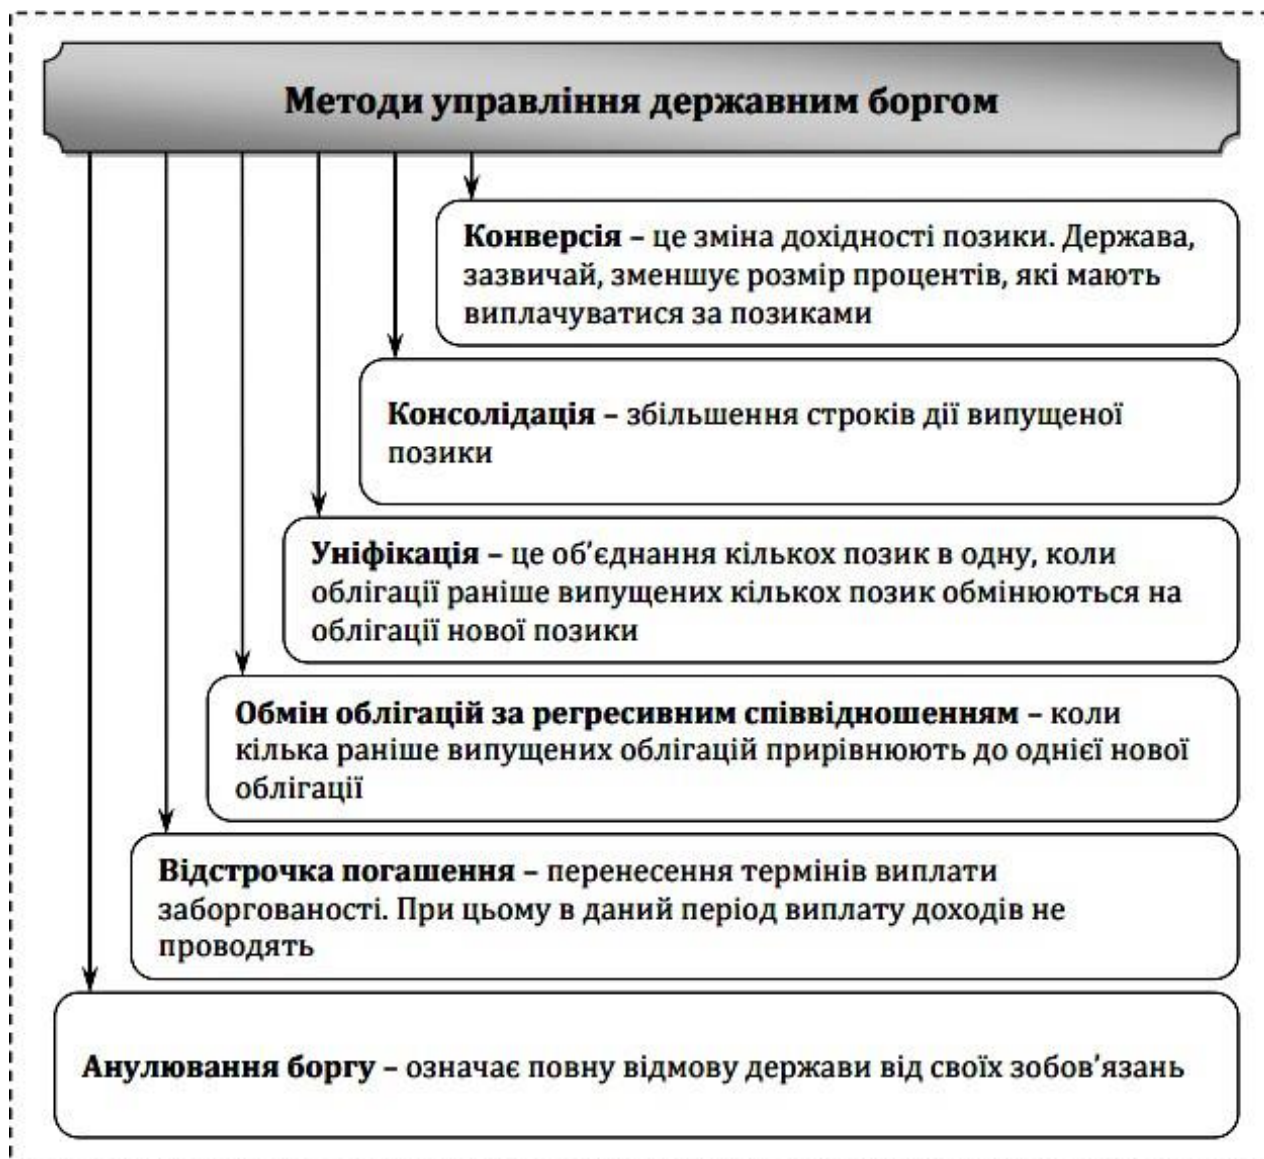 Методи управління державним боргом
Конверсія – це зміна дохідності позики. Держава,
зазвичай, зменшує розмір процентів, які мають
виплачуватися за позиками
Консолідація – збільшення строків дії випущеної
позики
Уніфікація – це об’єднання кількох позик в одну, коли
облігації раніше випущених кількох позик обмінюються на
облігації нової позики
Обмін облігацій за регресивним співвідношенням – коли
кілька раніше випущених облігацій прирівнюють до однієї нової
облігації
Відстрочка погашення – перенесення термінів виплати
заборгованості. При цьому в даний період виплату доходів не
проводять
Анулювання боргу – означає повну відмову держави від своїх зобов’язань